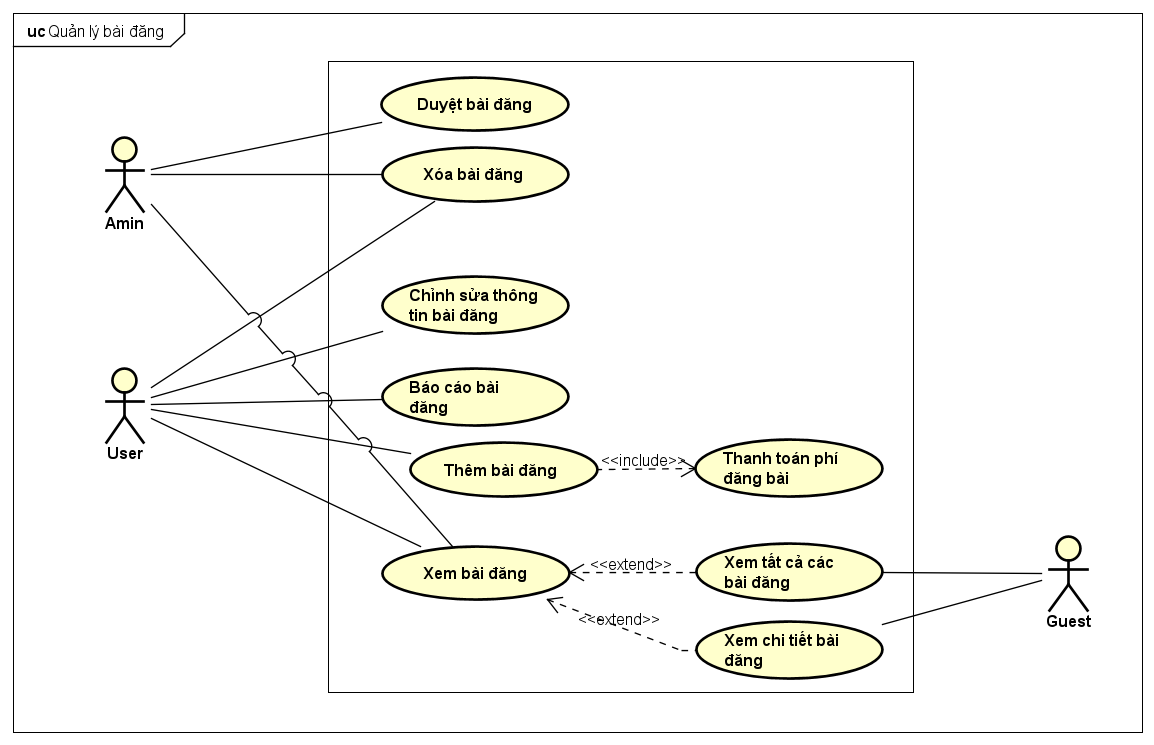 uc Quản lý bài đăng
Duyệt bài đăng
Xóa bài đăng
Amin
Chỉnh sửa thông
tin bài đăng
Báo cáo bài
đăng
User
Thêm bài đăng
<<include>>
Thanh toán phí
đăng bài
Xem bài đăng
<<extend>>
Xem tất cả các
bài đăng
<<extend>>
Xem chi tiết bài
đăng
Guest